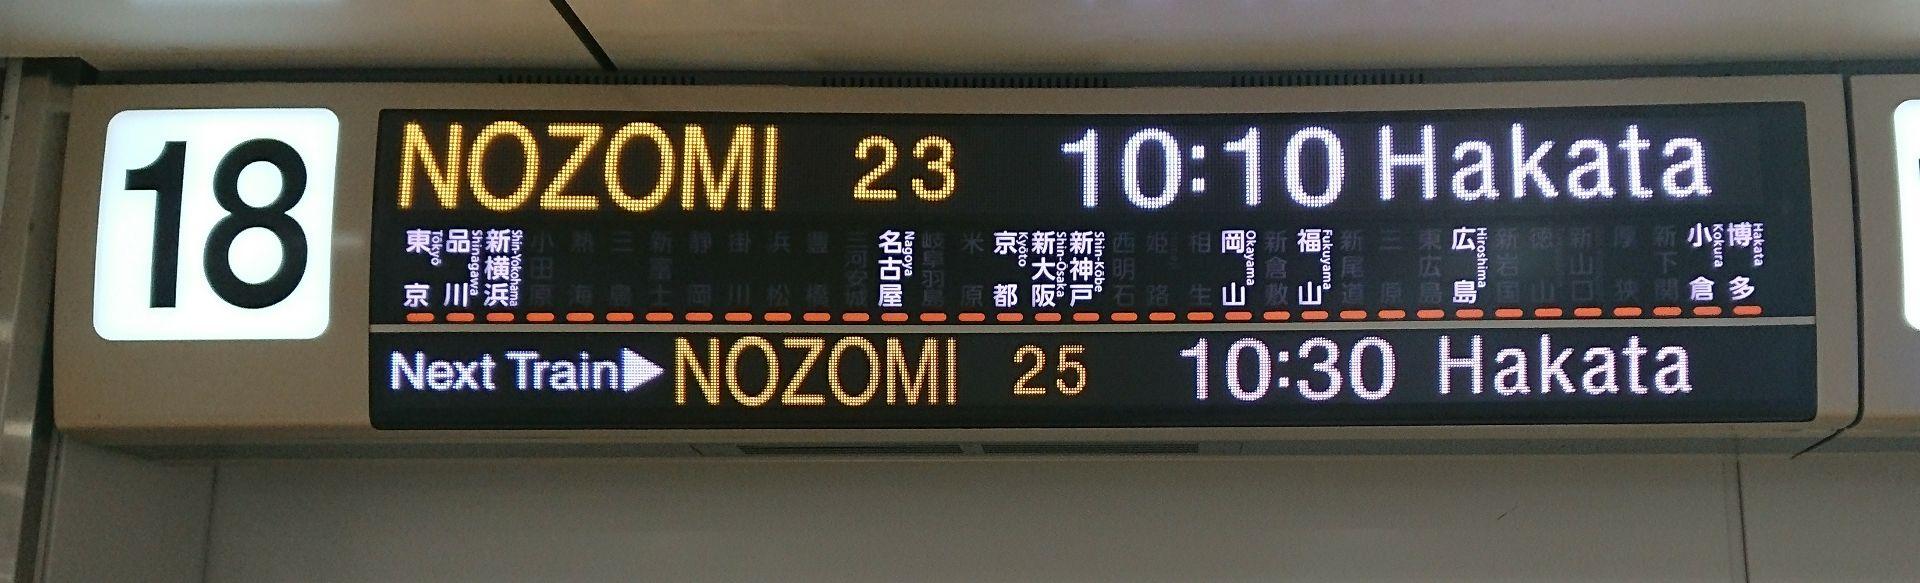 18
NOZOMI 23 10:10 Hakata
東京 Tōkyō
品川 Shinagawa
新横浜 Shin-Yokohama
小田原
熱海
三島
新富士
静岡
掛川
浜松
豊橋
三河安城
名古屋 Nagoya
岐阜羽島
米原
京都 Kyōto
新大阪 Shin-Ōsaka
新神戸 Shin-Kōbe
西明石
姫路
相生
岡山 Okayama
新倉敷
福山 Fukuyama
新尾道
三原
東広島
広島 Hiroshima
新岩国
徳山
新山口
厚狭
新下関
小倉 Kokura
博多 Hakata
Next Train▶NOZOMI 25 10:30 Hakata